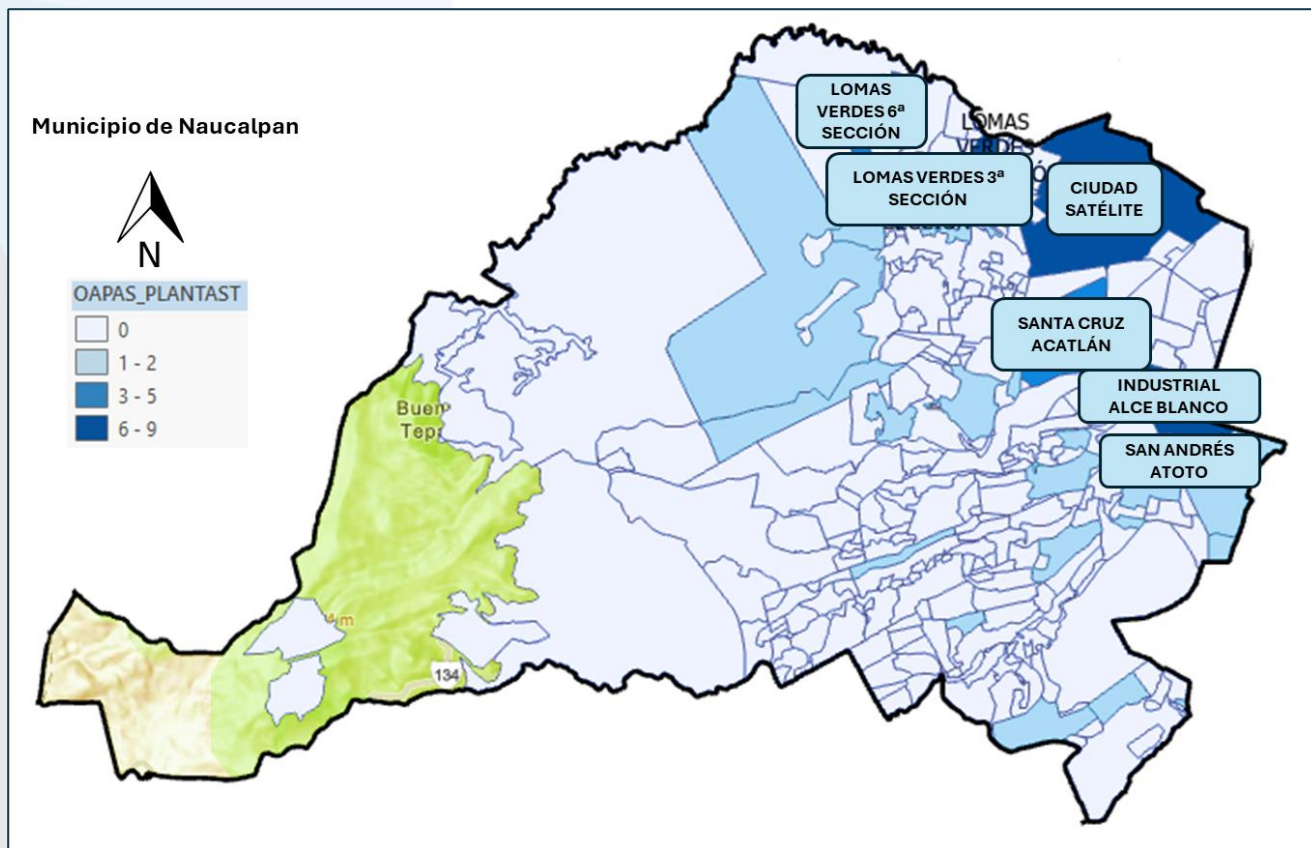 Municipio de Naucalpan
N
OAPAS_PLANTAST
0
1 - 2
3 - 5
6 - 9
LOMAS
VERDES 6ª
SECCIÓN
LOMAS
VERDES
LOMAS VERDES 3ª
SECCIÓN
CIUDAD
SATÉLITE
SANTA CRUZ
ACATLÁN
INDUSTRIAL
ALCE BLANCO
SAN ANDRÉS
ATOTO
134